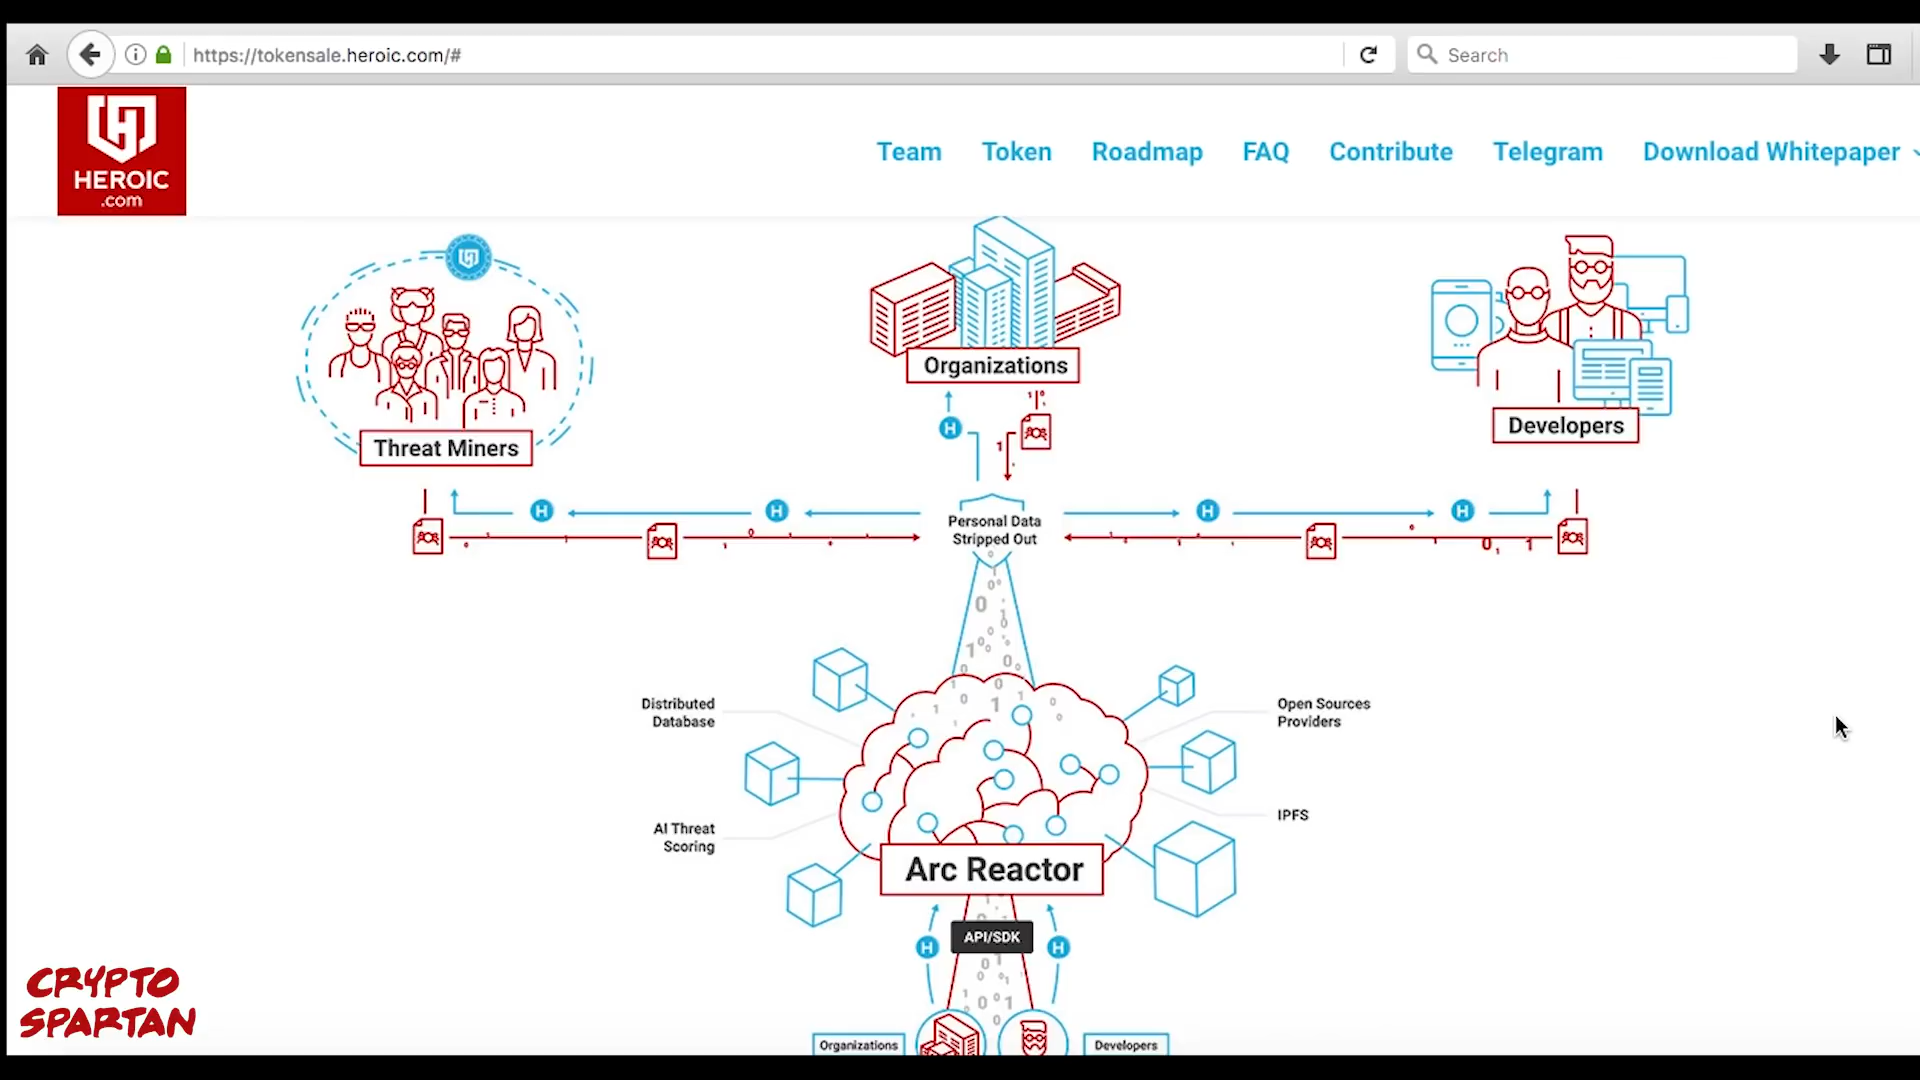 https://tokensale.heroic.com/#
Search
HEROIC
.com
Team
Token
Roadmap
FAQ
Contribute
Telegram
Download Whitepaper
Organizations
Developers
Threat Miners
H
H
H
H
H
Personal Data
Stripped Out
Distributed
Database
Open Sources
Providers
IPFS
AI Threat
Scoring
Arc Reactor
API/SDK
H
H
Organizations
Developers
CRYPTO
SPARTAN